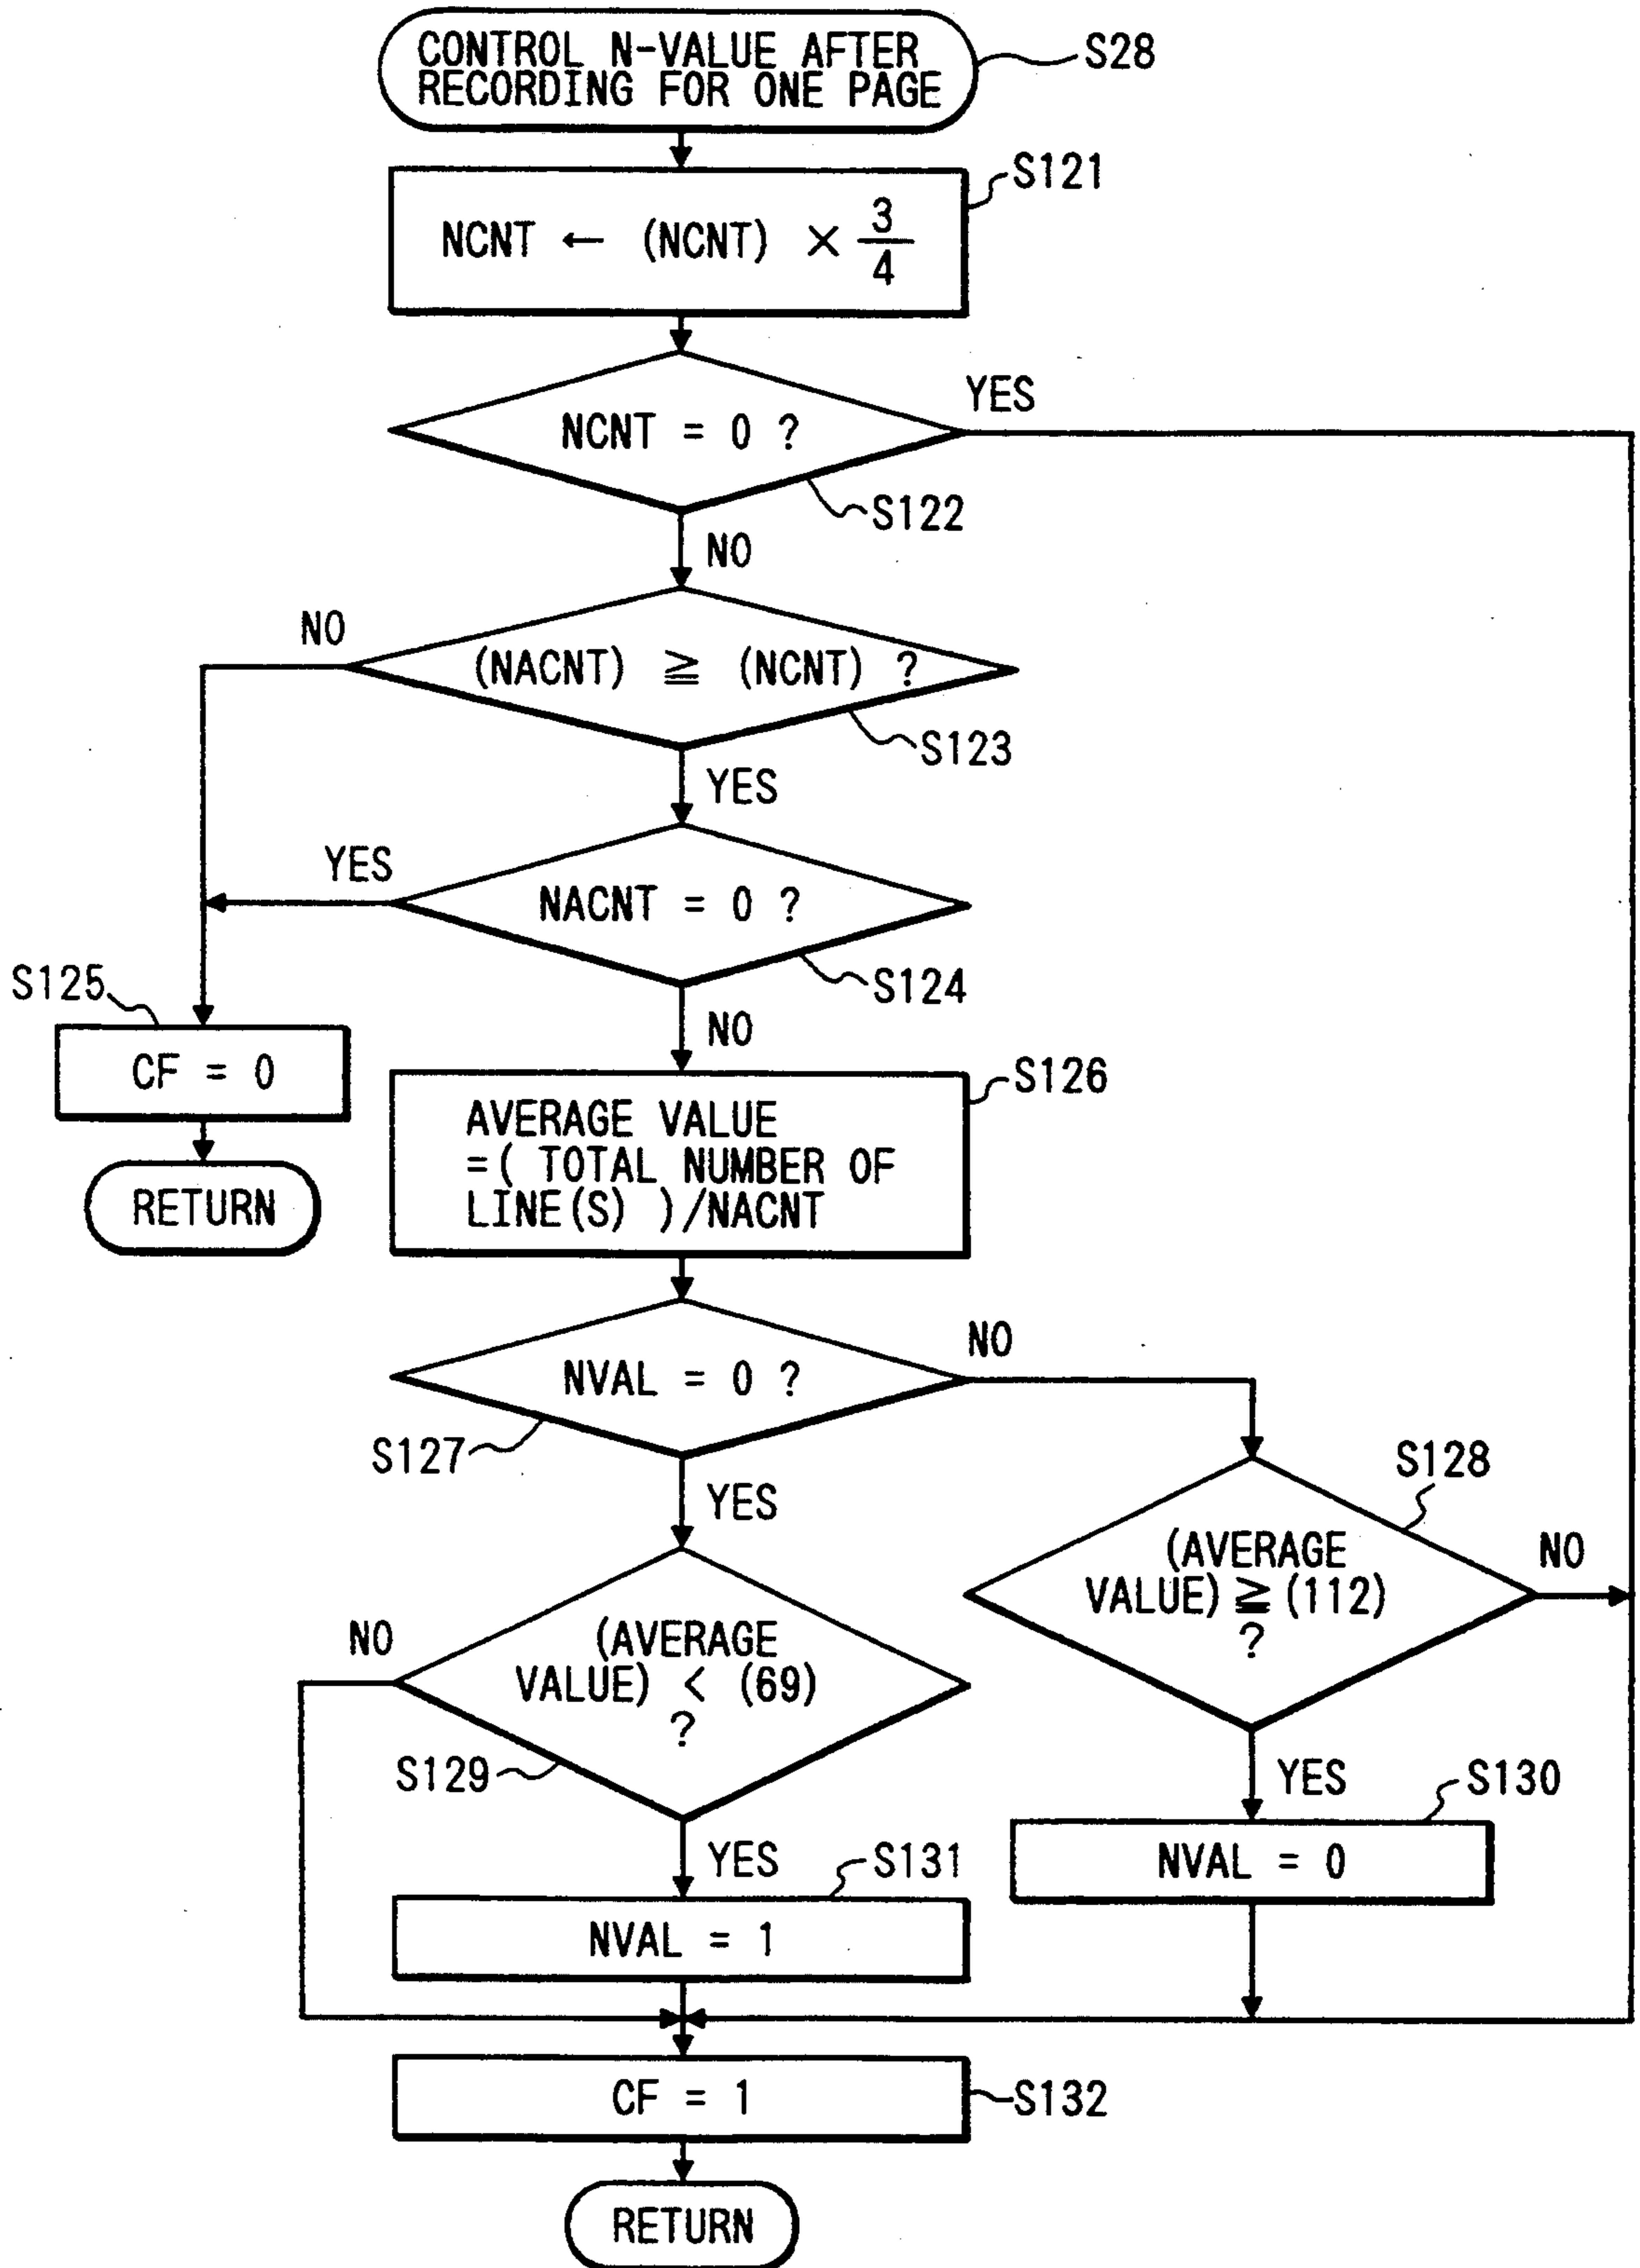 CONTROL N-VALUE AFTER
RECORDING FOR ONE PAGE
S28
S121
NCNT ← (NCNT) × 3/4
NCNT = 0 ?
YES
S122
NO
(NACNT) ≧ (NCNT) ?
NO
S123
YES
NACNT = 0 ?
YES
S124
NO
S125
CF = 0
RETURN
S126
AVERAGE VALUE
=( TOTAL NUMBER OF
LINE(S) )/NACNT
NVAL = 0 ?
NO
S127
YES
S128
(AVERAGE
VALUE) ≧ (112)
?
NO
(AVERAGE
VALUE) < (69)
?
NO
S129
YES
S130
NVAL = 0
YES
S131
NVAL = 1
CF = 1
S132
RETURN